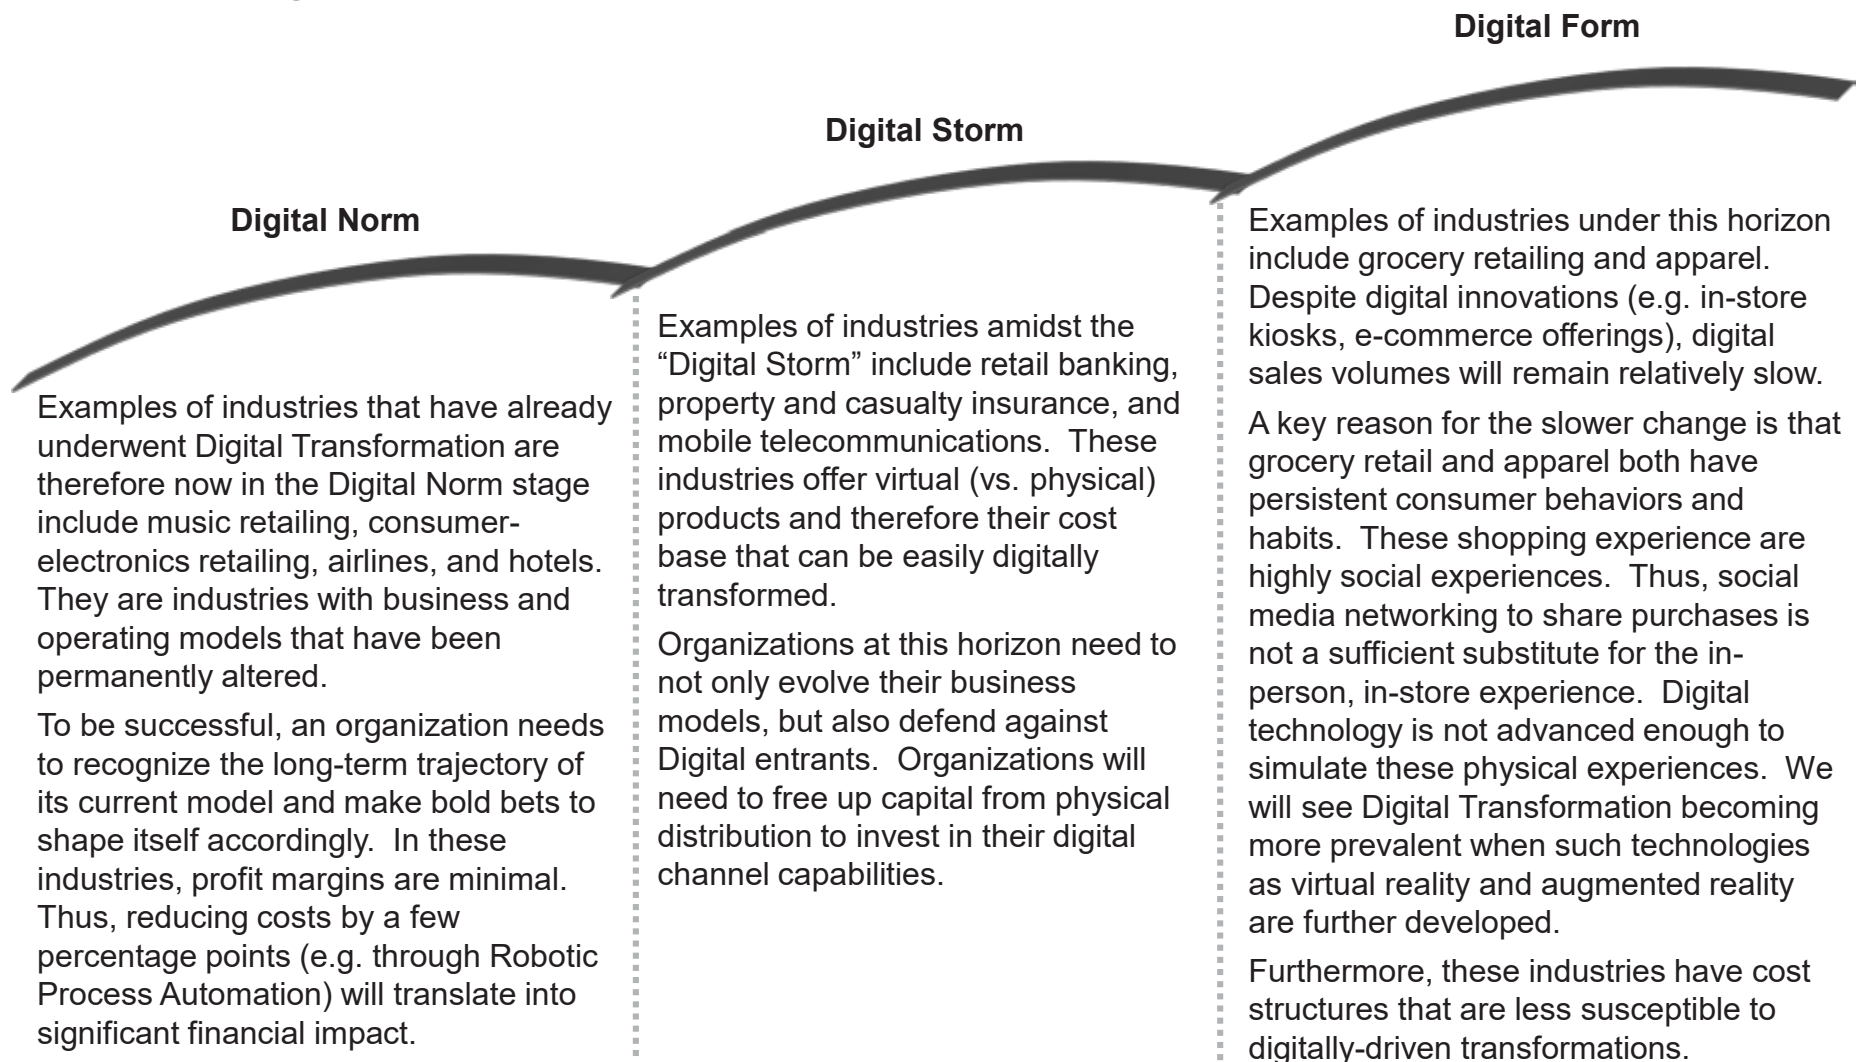 Digital Norm
Examples of industries that have already
underwent Digital Transformation are
therefore now in the Digital Norm stage
include music retailing, consumer-
electronics retailing, airlines, and hotels.
They are industries with business and
operating models that have been
permanently altered.
To be successful, an organization needs
to recognize the long-term trajectory of
its current model and make bold bets to
shape itself accordingly.  In these
industries, profit margins are minimal.
Thus, reducing costs by a few
percentage points (e.g. through Robotic
Process Automation) will translate into
significant financial impact.
Digital Storm
Examples of industries amidst the
“Digital Storm” include retail banking,
property and casualty insurance, and
mobile telecommunications.  These
industries offer virtual (vs. physical)
products and therefore their cost
base that can be easily digitally
transformed.
Organizations at this horizon need to
not only evolve their business
models, but also defend against
Digital entrants.  Organizations will
need to free up capital from physical
distribution to invest in their digital
channel capabilities.
Digital Form
Examples of industries under this horizon
include grocery retailing and apparel.
Despite digital innovations (e.g. in-store
kiosks, e-commerce offerings), digital
sales volumes will remain relatively slow.
A key reason for the slower change is that
grocery retail and apparel both have
persistent consumer behaviors and
habits.  These shopping experience are
highly social experiences.  Thus, social
media networking to share purchases is
not a sufficient substitute for the in-
person, in-store experience.  Digital
technology is not advanced enough to
simulate these physical experiences.  We
will see Digital Transformation becoming
more prevalent when such technologies
as virtual reality and augmented reality
are further developed.
Furthermore, these industries have cost
structures that are less susceptible to
digitally-driven transformations.